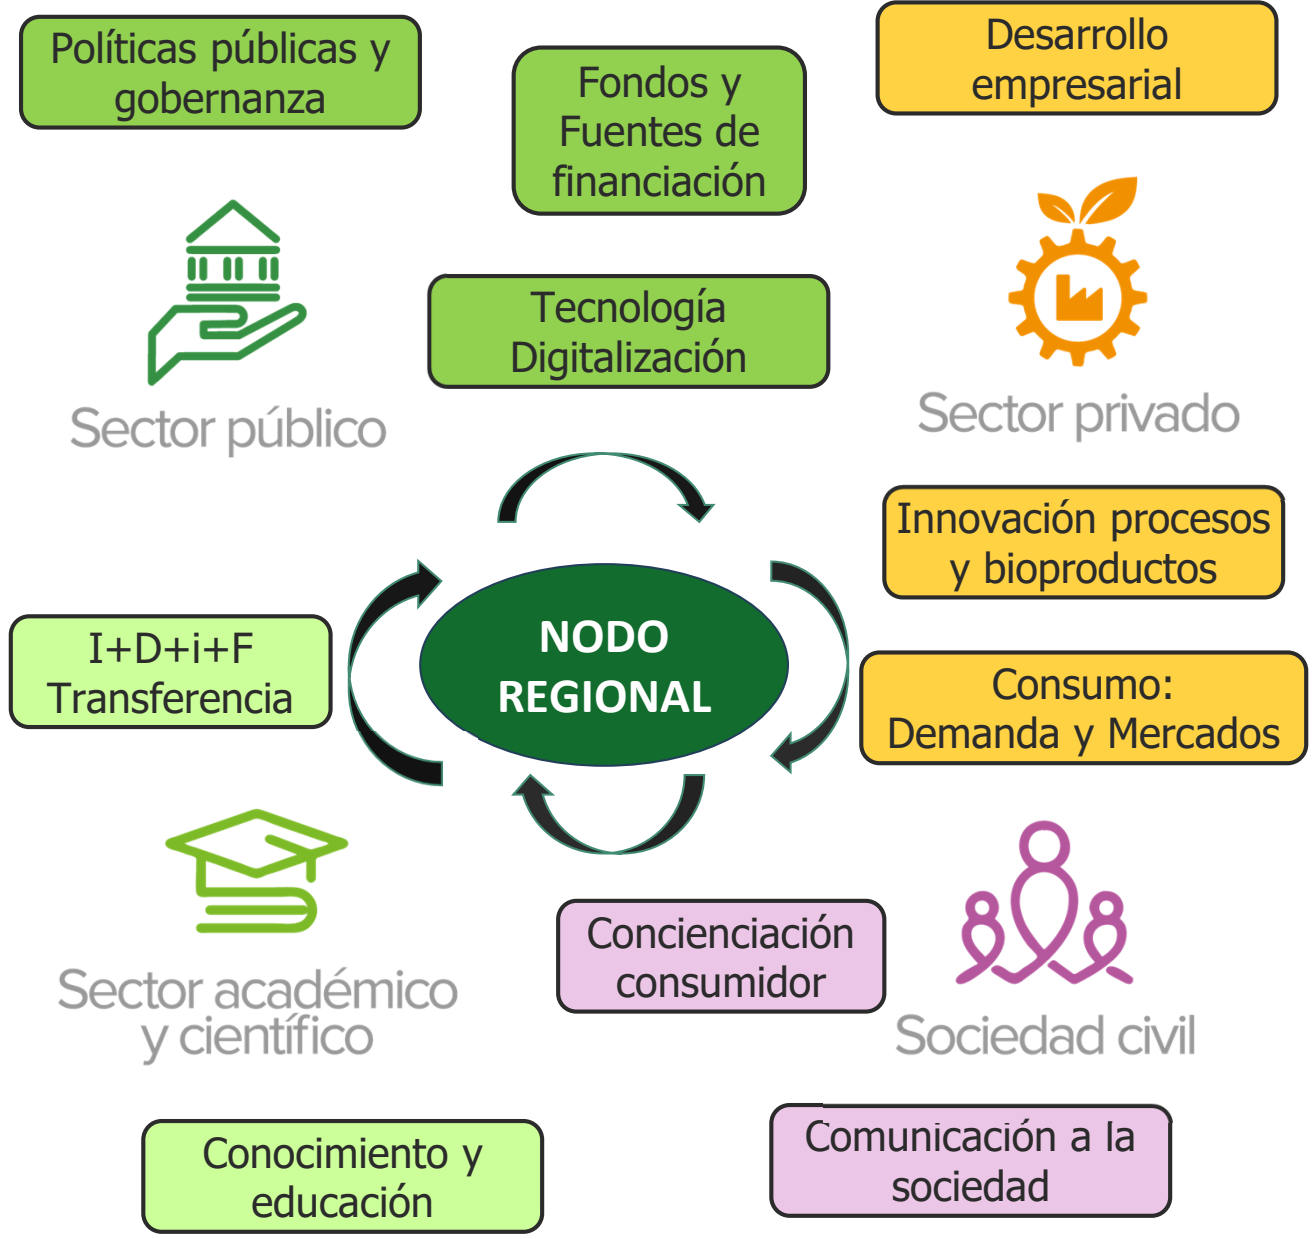 Políticas públicas y
gobernanza
Fondos y
Fuentes de
financiación
Desarrollo
empresarial
Tecnología
Digitalización
Sector público
Sector privado
Innovación procesos
y bioproductos
NODO
REGIONAL
I+D+i+F
Transferencia
Consumo:
Demanda y Mercados
Concienciación
consumidor
Sector académico
y científico
Sociedad civil
Conocimiento y
educación
Comunicación a la
sociedad